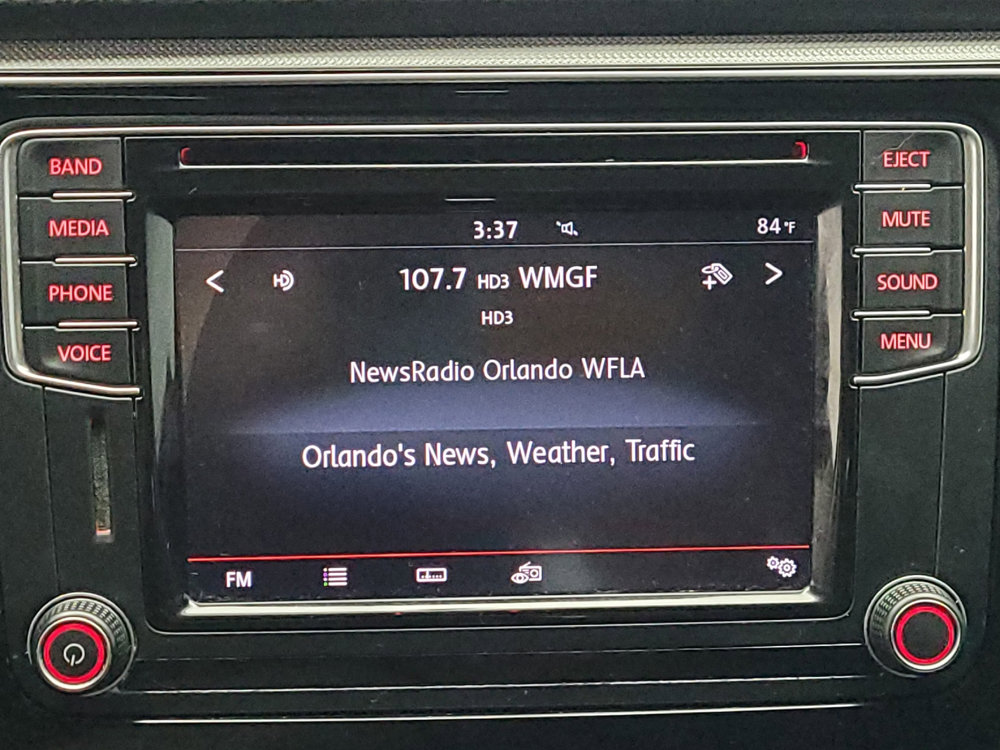 BAND
MEDIA
PHONE
VOICE
EJECT
MUTE
SOUND
MENU
3:37 84°F
107.7 HD3 WMGF
HD3
NewsRadio Orlando WFLA
Orlando's News, Weather, Traffic
FM